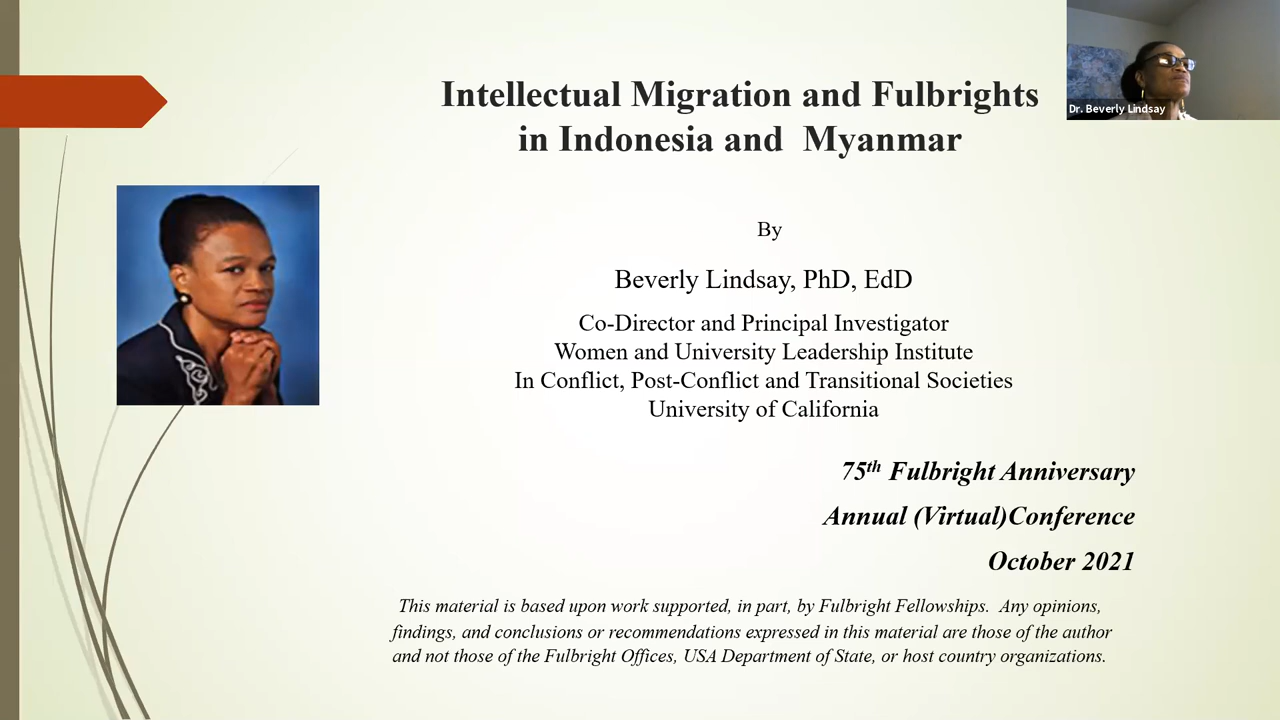 Intellectual Migration and Fulbrights
in Indonesia and Myanmar
Dr. Beverly Lindsay
By
Beverly Lindsay, PhD, EdD
Co-Director and Principal Investigator
Women and University Leadership Institute
In Conflict, Post-Conflict and Transitional Societies
University of California
75th Fulbright Anniversary
Annual (Virtual)Conference
October 2021
This material is based upon work supported, in part, by Fulbright Fellowships. Any opinions,
findings, and conclusions or recommendations expressed in this material are those of the author
and not those of the Fulbright Offices, USA Department of State, or host country organizations.